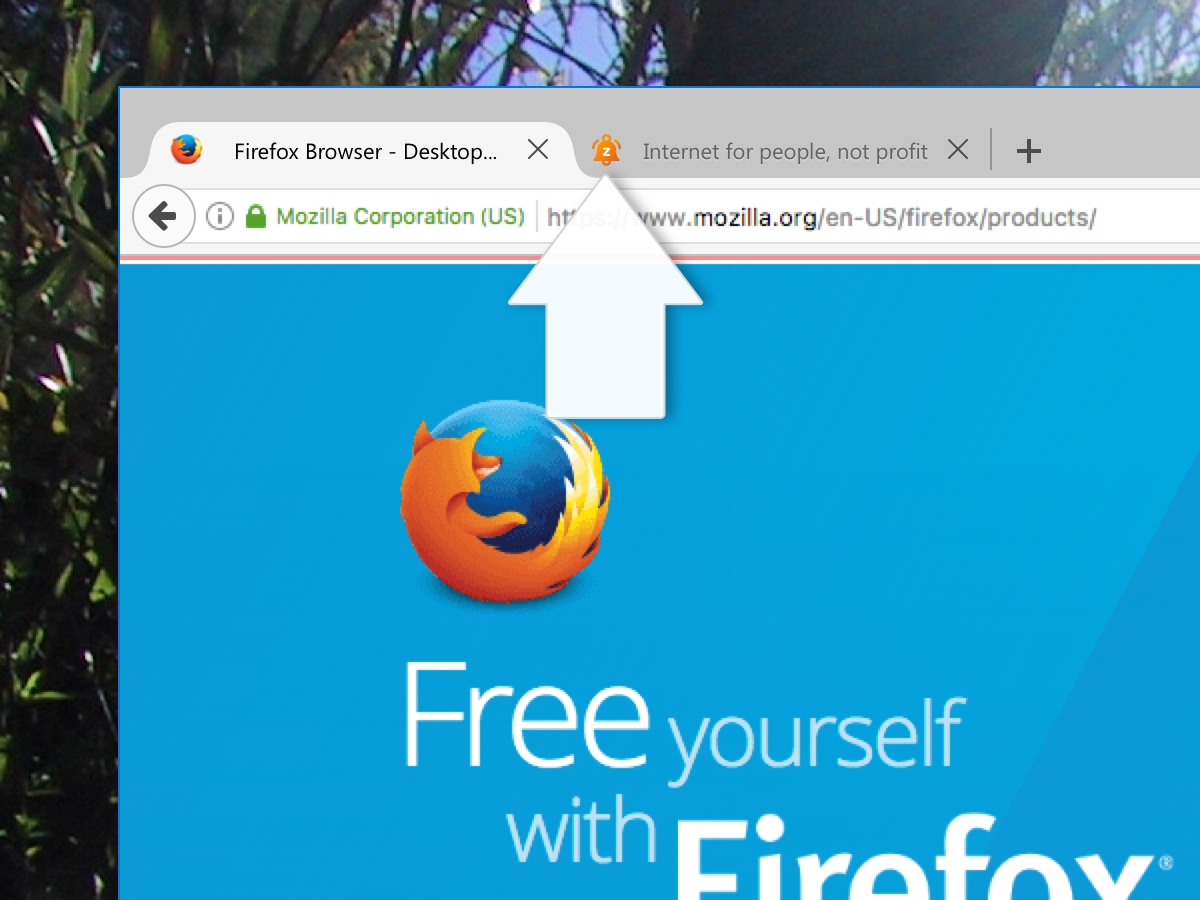 Firefox Browser - Desktop...
z Internet for people, not profit
Mozilla Corporation (US) https://www.mozilla.org/en-US/firefox/products/
Free yourself
with Firefox®